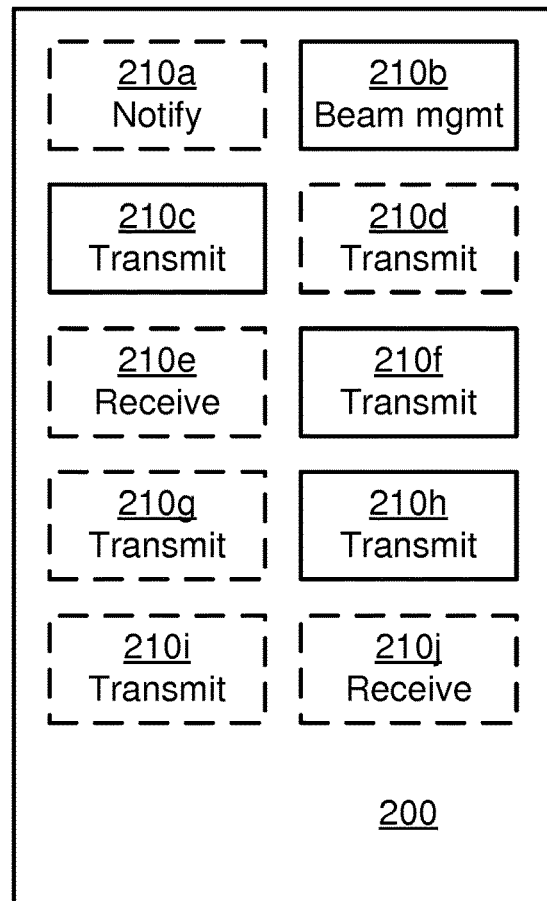 210a
Notify
210b
Beam mgmt
210c
Transmit
210d
Transmit
210e
Receive
210f
Transmit
210g
Transmit
210h
Transmit
210i
Transmit
210j
Receive
200